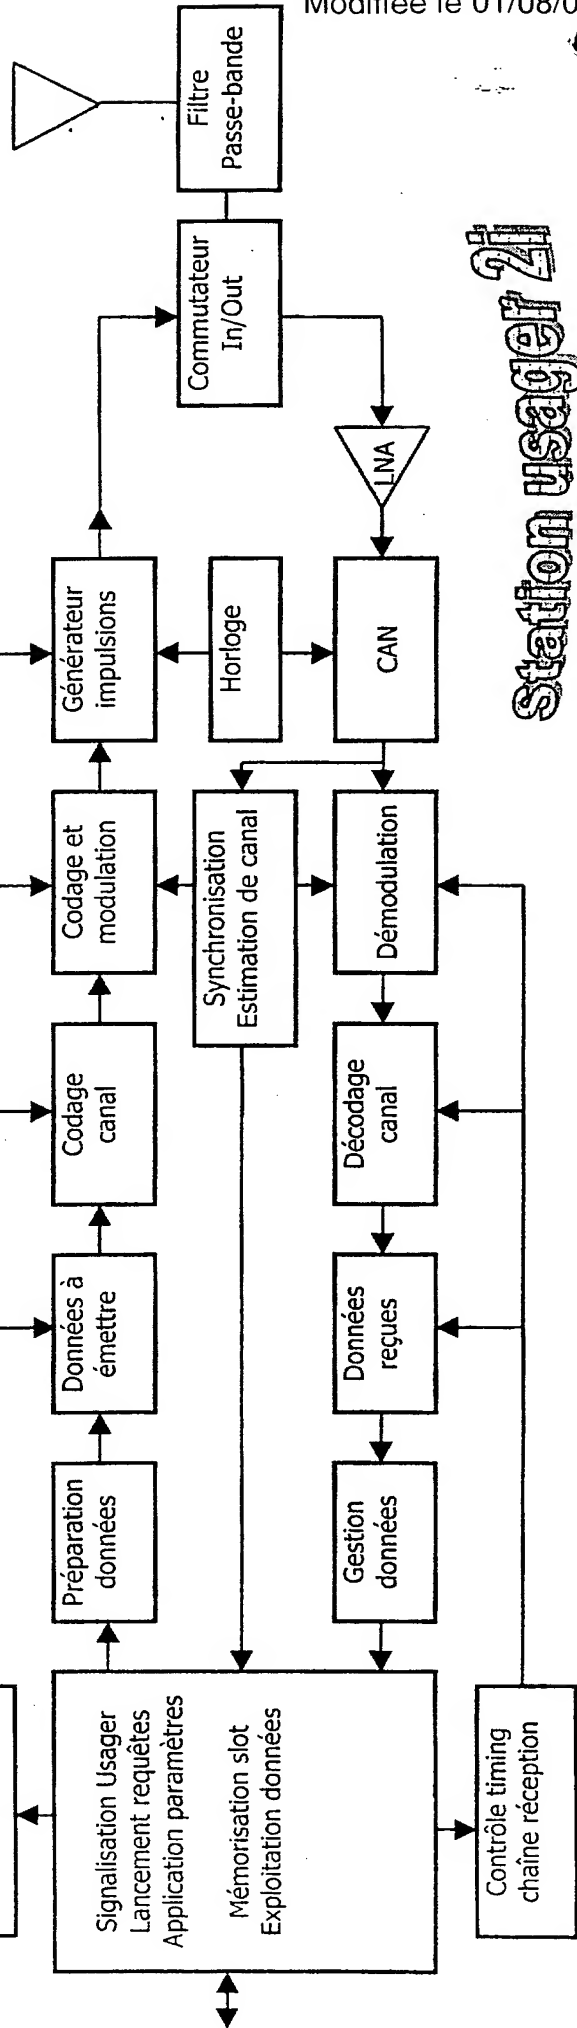 Modifiée le 01/08/0
Filtre
Passe-bande
Commutateur
In/Out
LNA
Générateur
impulsions
Horloge
CAN
Codage et
modulation
Synchronisation
Estimation de canal
Démodulation
Codage
canal
Décodage
canal
Données à
émettre
Données
reçues
Préparation
données
Gestion
données
Signalisation Usager
Lancement requêtes
Application paramètres
Mémorisation slot
Exploitation données
Contrôle timing
chaîne réception
Station usager 2i